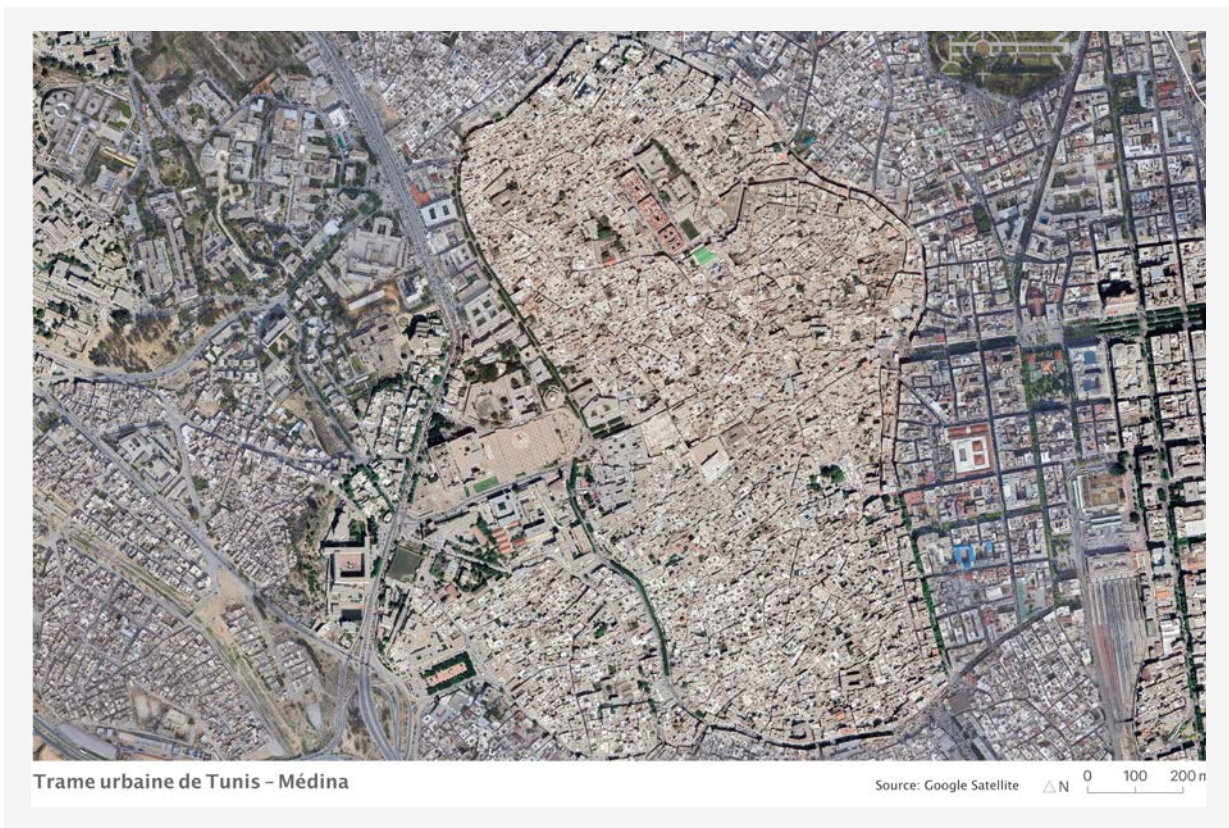 Trame urbaine de Tunis – Médina
Source: Google Satellite
N
0 100 200 m